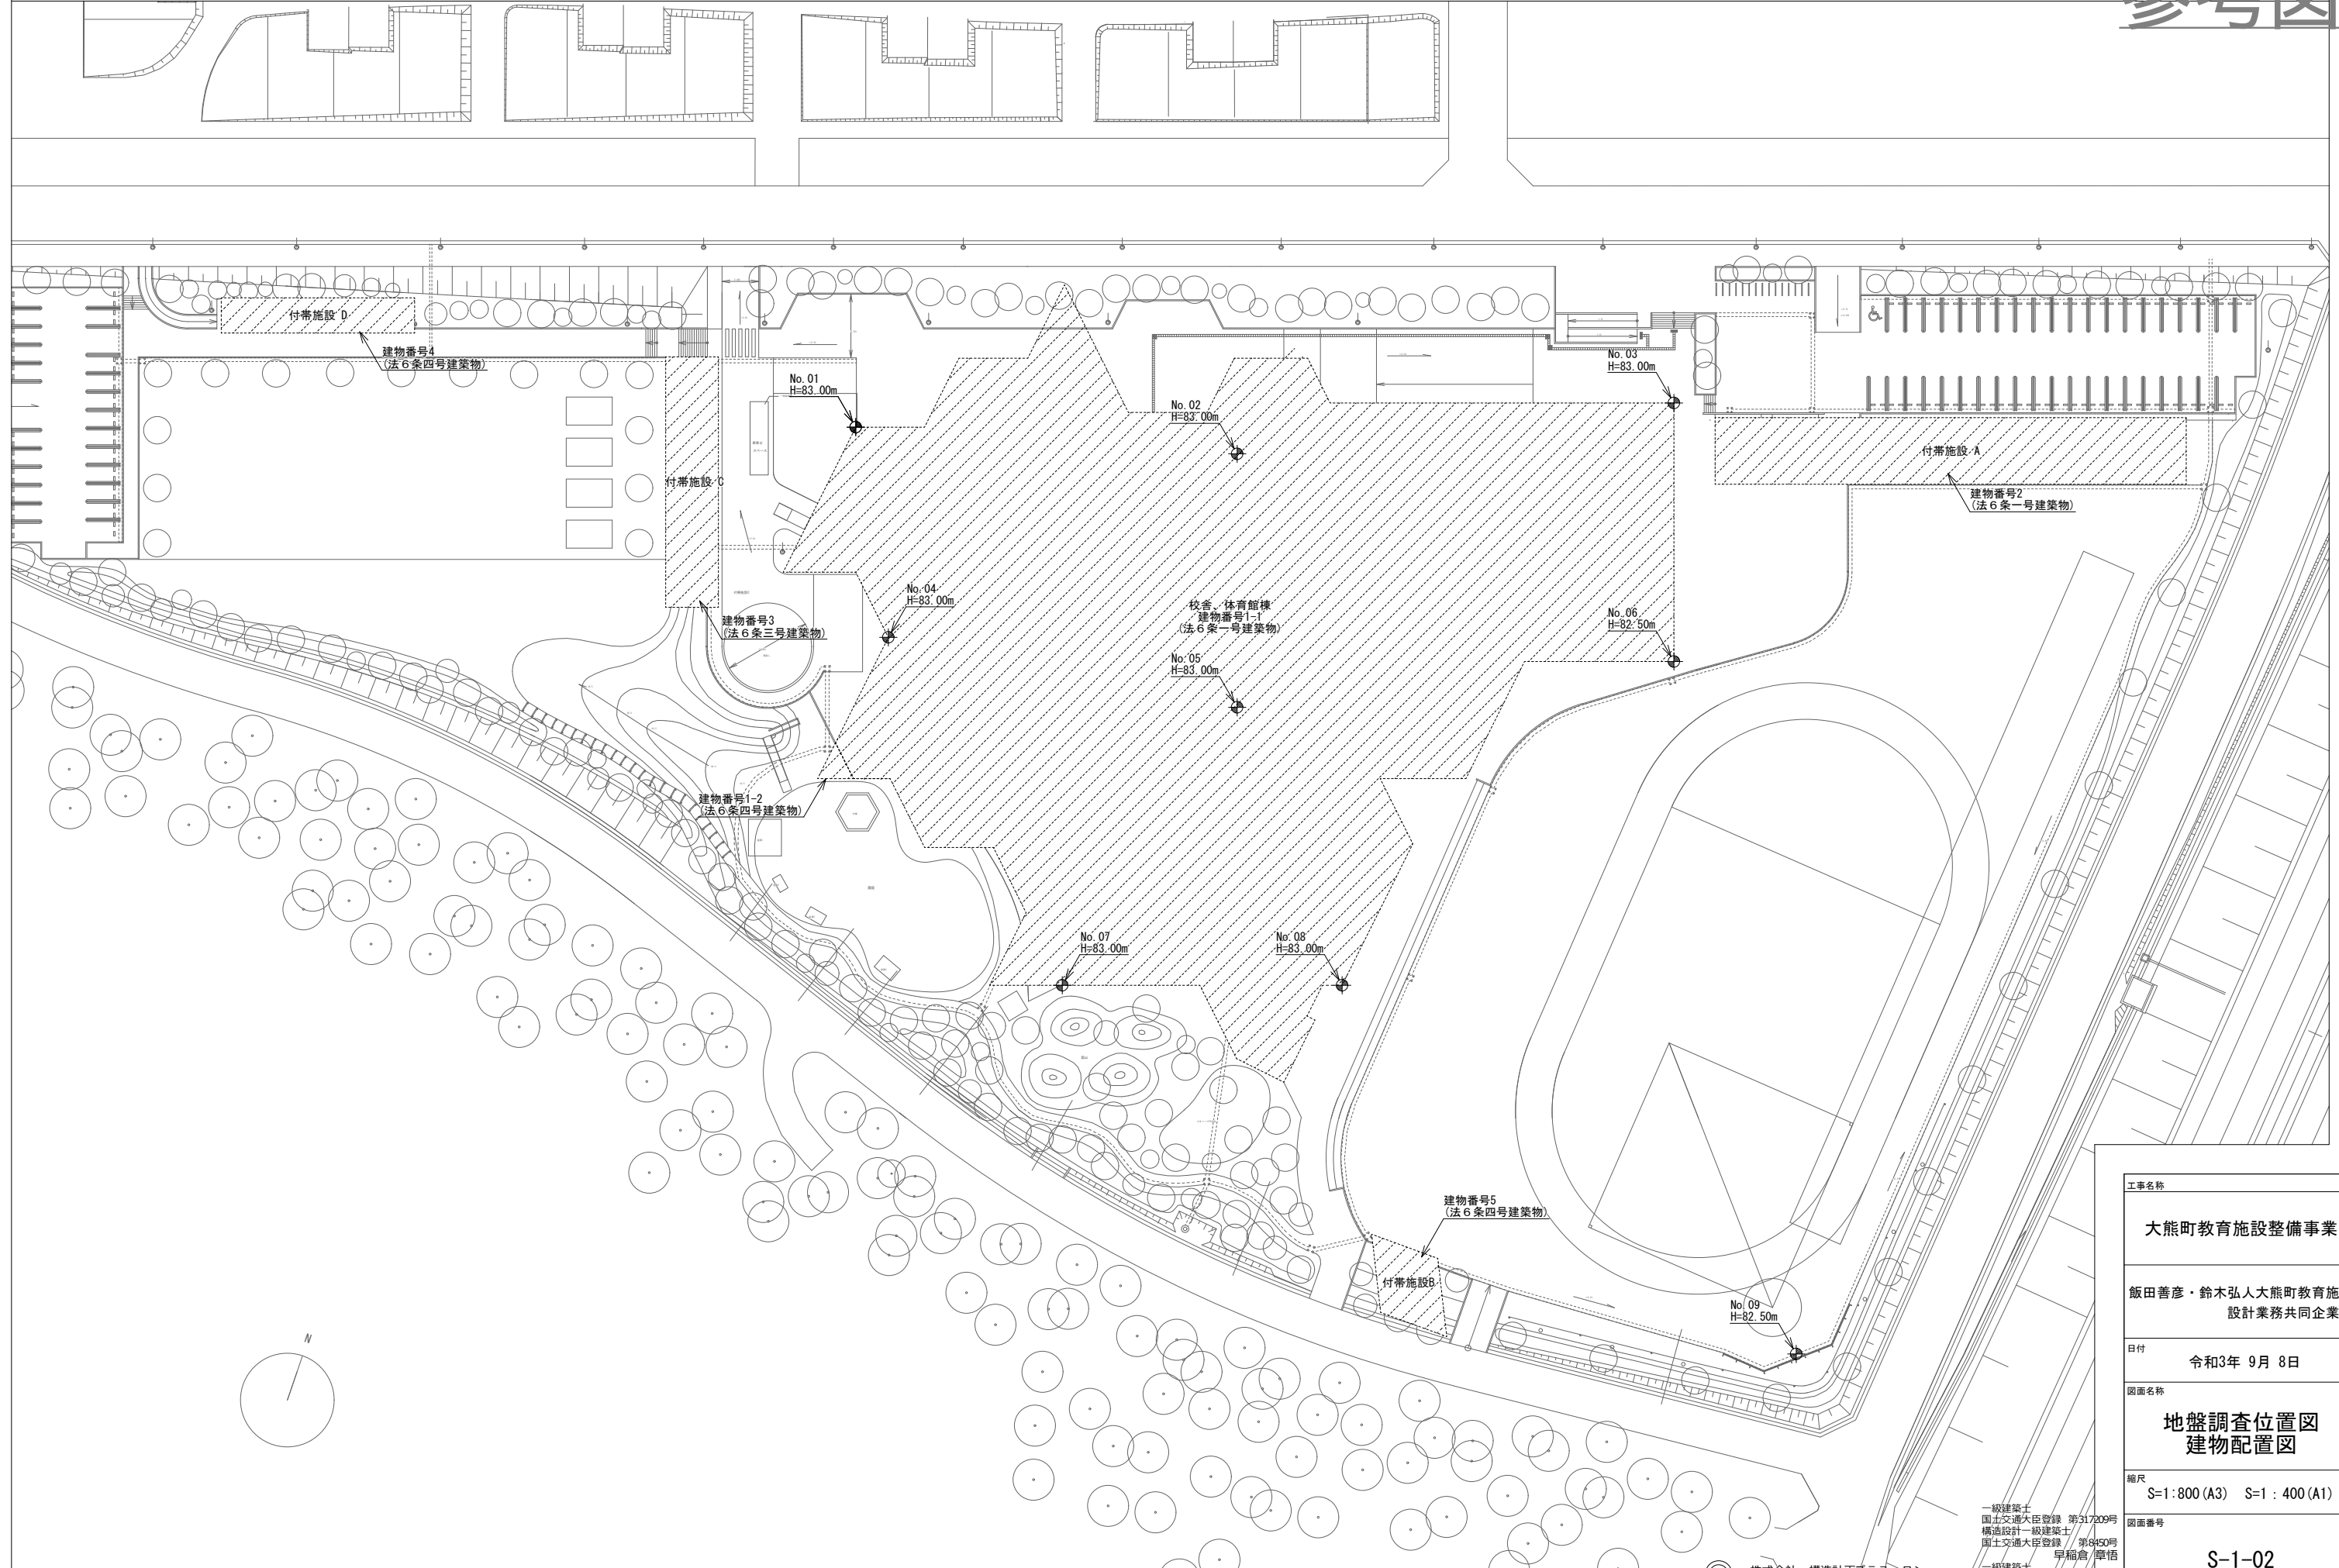 参考図
付帯施設 D
建物番号4
(法６条四号建築物)
No.01
H=83.00m
No.02
H=83.00m
No.03
H=83.00m
付帯施設 C
付帯施設 A
建物番号2
(法６条一号建築物)
No.04
H=83.00m
建物番号3
(法６条三号建築物)
校舎、体育館棟
建物番号1-1
(法６条一号建築物)
No.05
H=83.00m
No.06
H=82.50m
建物番号1-2
(法６条四号建築物)
No.07
H=83.00m
No.08
H=83.00m
建物番号5
(法６条四号建築物)
付帯施設B
No.09
H=82.50m
N
工事名称
大熊町教育施設整備事業
飯田善彦・鈴木弘人大熊町教育施
設計業務共同企業
日付
令和3年 9月 8日
図面名称
地盤調査位置図
建物配置図
縮尺
S=1:800(A3) S=1：400(A1)
図面番号
S-1-02
一級建築士
国土交通大臣登録 第317209号
構造設計一級建築士
国土交通大臣登録 第8450号
早稲倉 章悟
一級建築士